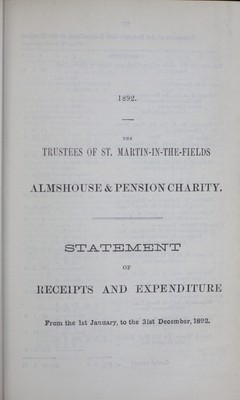 1892.
THE
TRUSTEES OF ST. MARTIN-IN-THE-FIELDS
ALMSHOUSE & PENSION CHARITY.
STATEMENT
OF
RECEIPTS AND EXPENDITURE
From the 1st January, to the 31st December, 1892.